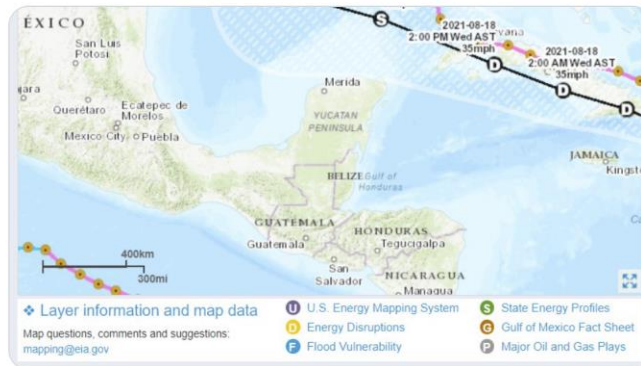 ÉXICO
San Luis
Potosi
2021-08-18
2:00 PM Wed AST
35mph
2021-08-18
2:00 AM Wed AST
35mph
S
D
D
D
Merida
Querétaro
Ecatepec de
Morelos
Mexico City
Puebla
YUCATAN
PENINSULA
JAMAICA
Kingst
BELIZE
Gulf of
Honduras
GUATEMALA
Guatemala
HONDURAS
Tegucigalpa
San
Salvador
NICARAGUA
Managua
400km
300mi
Layer information and map data
Map questions, comments and suggestions:
mapping@eia.gov
U U.S. Energy Mapping System
D Energy Disruptions
F Flood Vulnerability
S State Energy Profiles
G Gulf of Mexico Fact Sheet
P Major Oil and Gas Plays